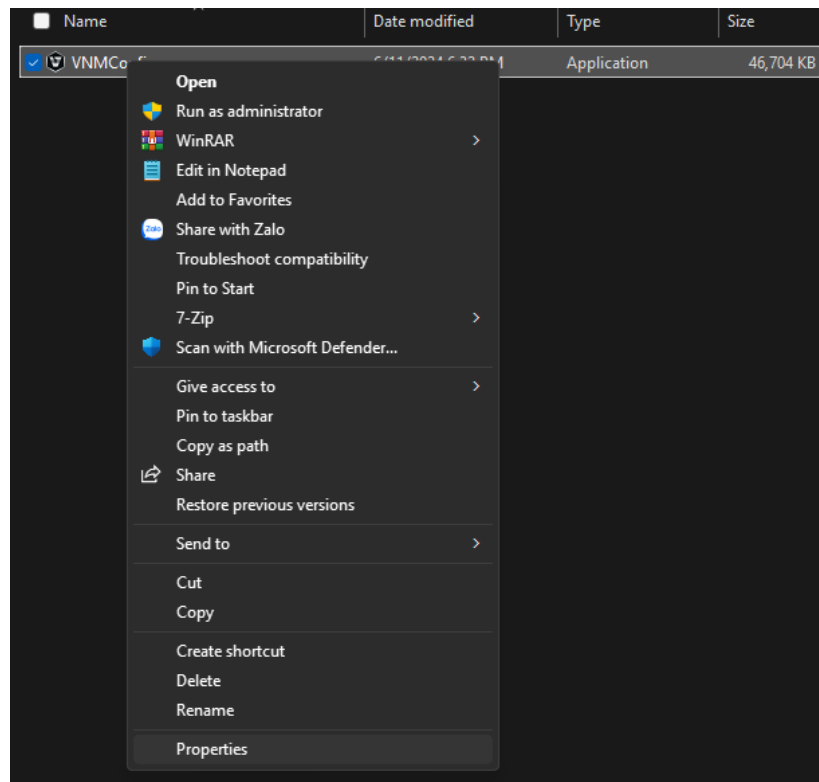 Name Date modified Type Size
VNMCo Application 46,704 KB
Open
Run as administrator
WinRAR
Edit in Notepad
Add to Favorites
Zalo Share with Zalo
Troubleshoot compatibility
Pin to Start
7-Zip
Scan with Microsoft Defender...
Give access to
Pin to taskbar
Copy as path
Share
Restore previous versions
Send to
Cut
Copy
Create shortcut
Delete
Rename
Properties